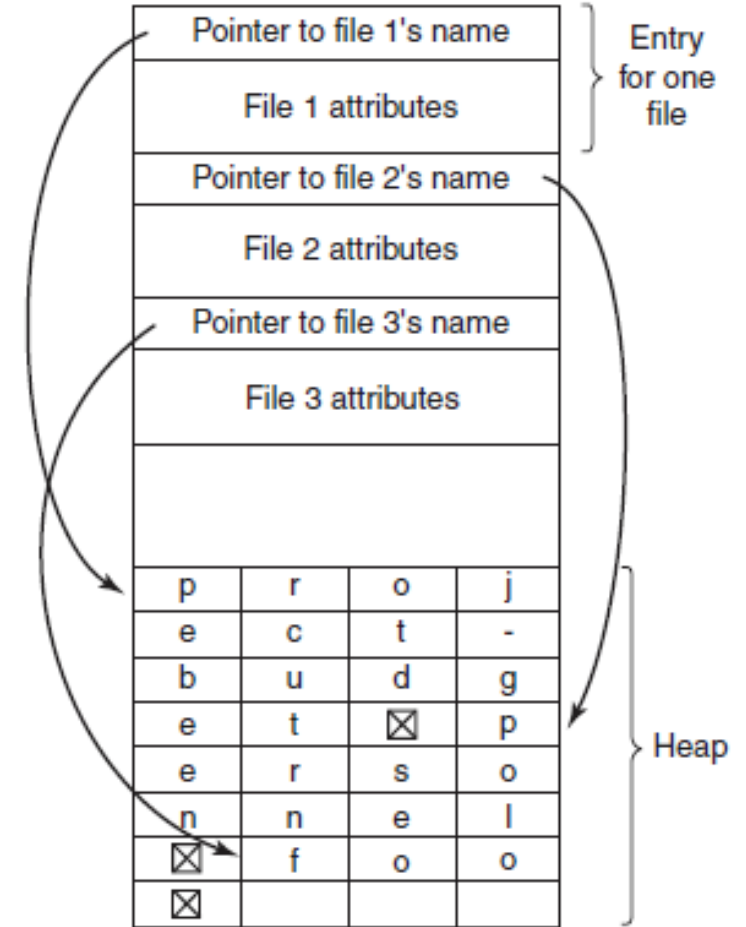 Pointer to file 1's name
Entry
for one
file
File 1 attributes
Pointer to file 2's name
File 2 attributes
Pointer to file 3's name
File 3 attributes
p r o j
e c t -
b u d g
e t ☒ p
e r s o
n n e l
☒ f o o
☒
Heap